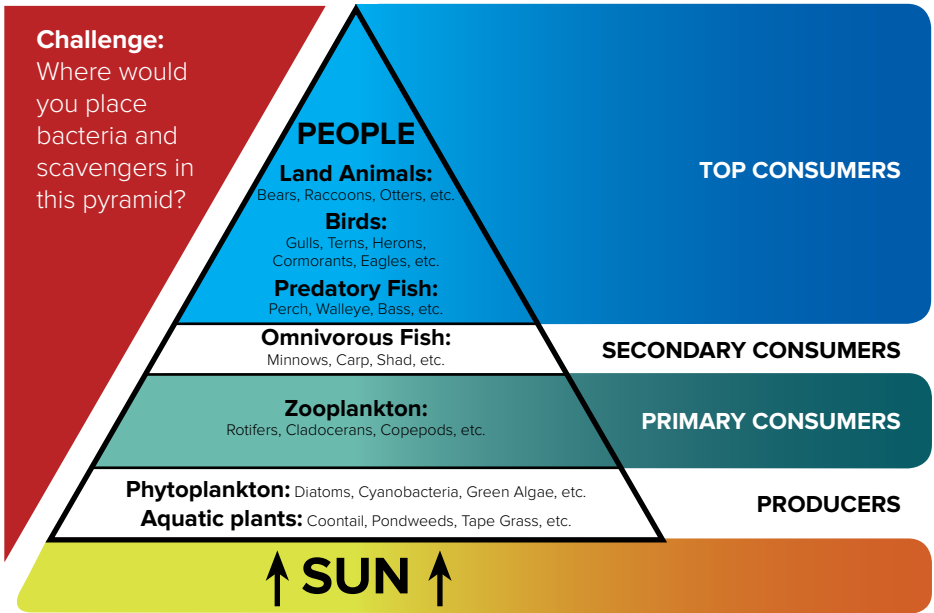 Challenge:
Where would
you place
bacteria and
scavengers in
this pyramid?
PEOPLE
Land Animals:
Bears, Raccoons, Otters, etc.
Birds:
Gulls, Terns, Herons,
Cormorants, Eagles, etc.
Predatory Fish:
Perch, Walleye, Bass, etc.
TOP CONSUMERS
Omnivorous Fish:
Minnows, Carp, Shad, etc.
SECONDARY CONSUMERS
Zooplankton:
Rotifers, Cladocerans, Copepods, etc.
PRIMARY CONSUMERS
Phytoplankton: Diatoms, Cyanobacteria, Green Algae, etc.
Aquatic plants: Coontail, Pondweeds, Tape Grass, etc.
PRODUCERS
SUN